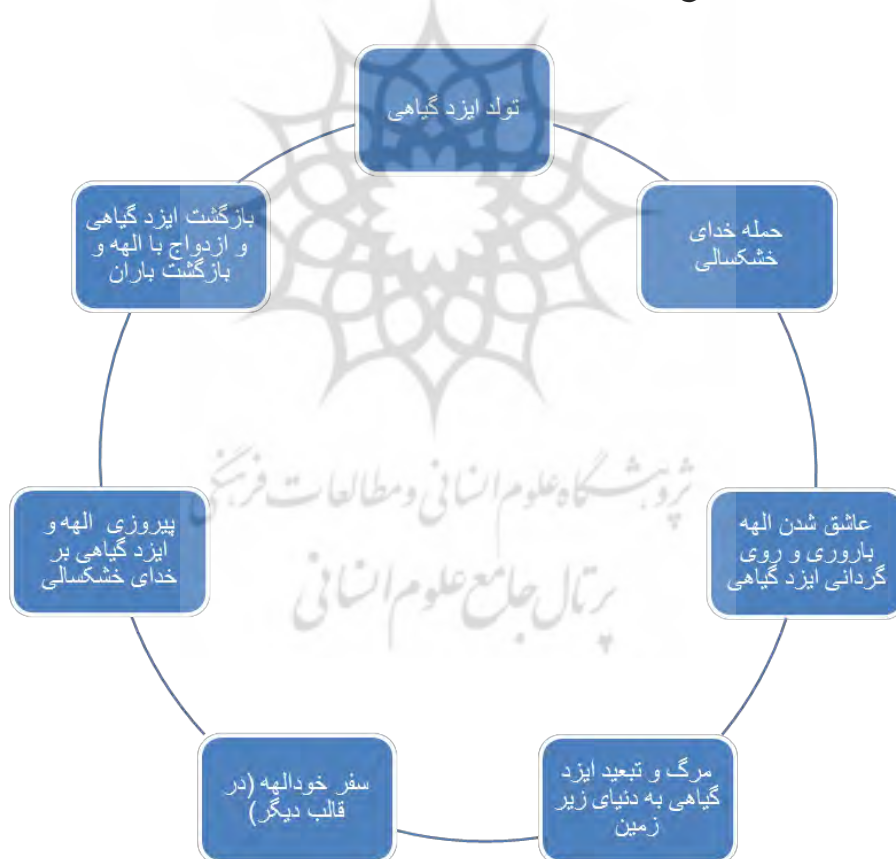 تولد ایزد گیاهی
حمله خدای
خشکسالی
عاشق شدن الهه
باروری و روی
گردانی ایزد گیاهی
مرگ و تبعید ایزد
گیاهی به دنیای زیر
زمین
سفر خودالهه (در
قالب دیگر)
پیروزی الهه و
ایزد گیاهی بر
خدای خشکسالی
بازگشت ایزد گیاهی
و ازدواج با الهه و
بازگشت باران
پژوهشگاه علوم انسانی و مطالعات فرهنگی
پرتال جامع علوم انسانی